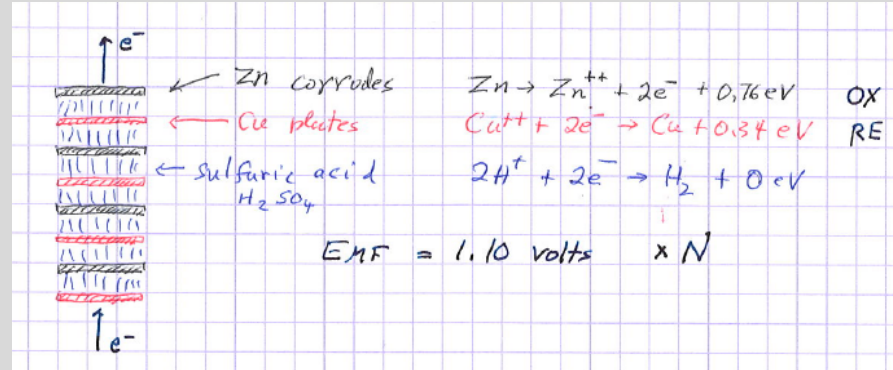 e⁻
Zn corrodes Zn → Zn⁺⁺ + 2e⁻ + 0,76 eV OX
Cu plates Cu⁺⁺ + 2e⁻ → Cu + 0.34 eV RE
sulfuric acid 2H⁺ + 2e⁻ → H₂ + 0 eV
H₂SO₄
EMF = 1.10 volts x N
e⁻